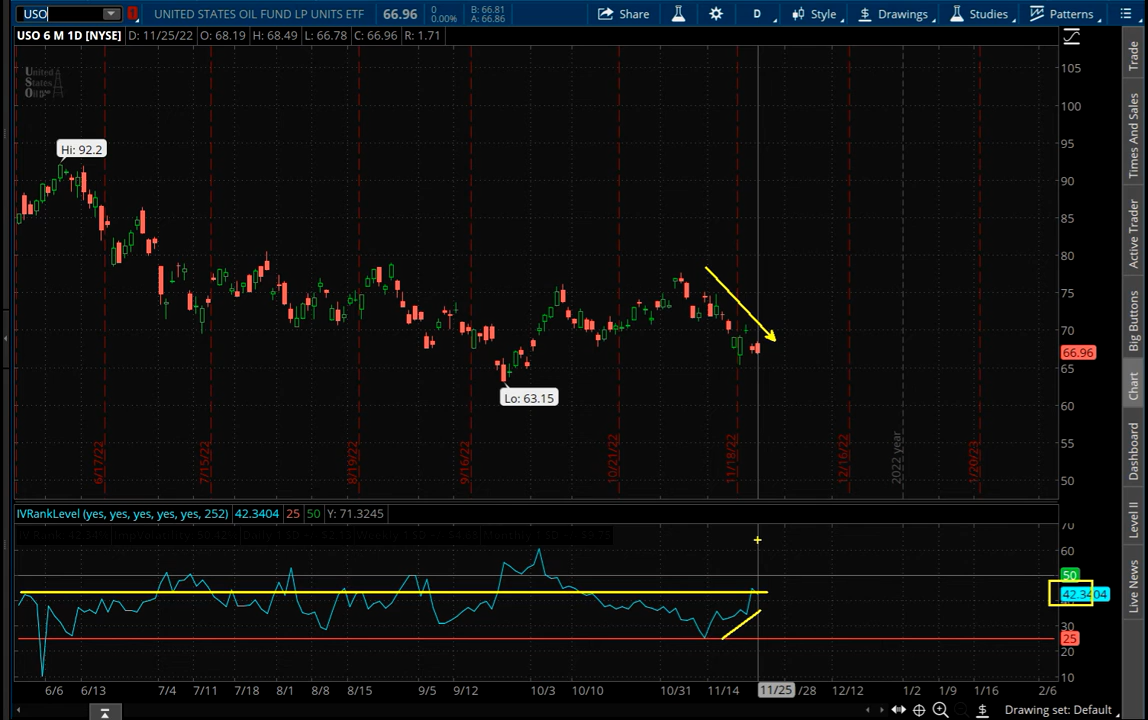 USO 1 UNITED STATES OIL FUND LP UNITS ETF 66.96 0 0.00% B: 66.81 A: 66.86 Share D Style Drawings Studies Patterns
USO 6 M 1D [NYSE] D: 11/25/22 O: 68.19 H: 68.49 L: 66.78 C: 66.96 R: 1.71
United
States
Oil
Hi: 92.2
Lo: 63.15
105
100
95
90
85
80
75
70
66.96
65
60
55
50
6/17/22
7/15/22
8/19/22
9/16/22
10/21/22
11/18/22
12/16/22
2022 year
1/20/23
IVRankLevel (yes, yes, yes, yes, yes, 252) 42.3404 25 50 Y: 71.3245
70
60
50
42.3404
30
25
20
10
6/6 6/13 7/4 7/11 7/18 8/1 8/8 8/15 9/5 9/12 10/3 10/10 10/31 11/14 11/25 /28 12/12 1/2 1/9 1/16 2/6
Drawing set: Default
Trade
Times And Sales
Active Trader
Big Buttons
Chart
Dashboard
Level II
Live News